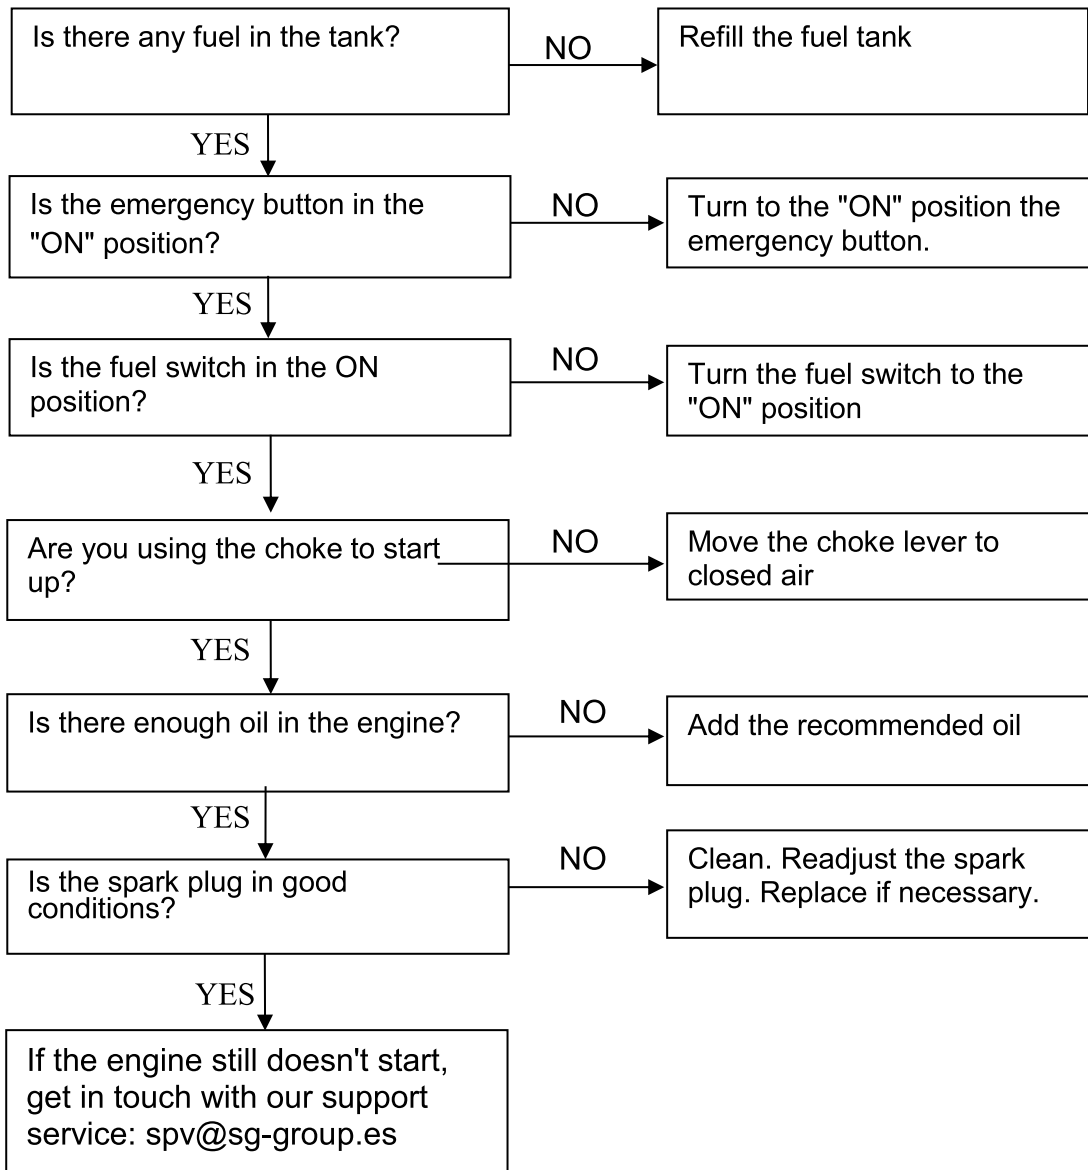 Is there any fuel in the tank?
NO
Refill the fuel tank
YES
Is the emergency button in the
"ON" position?
NO
Turn to the "ON" position the
emergency button.
YES
Is the fuel switch in the ON
position?
NO
Turn the fuel switch to the
"ON" position
YES
Are you using the choke to start
up?
NO
Move the choke lever to
closed air
YES
Is there enough oil in the engine?
NO
Add the recommended oil
YES
Is the spark plug in good
conditions?
NO
Clean. Readjust the spark
plug. Replace if necessary.
YES
If the engine still doesn't start,
get in touch with our support
service: spv@sg-group.es